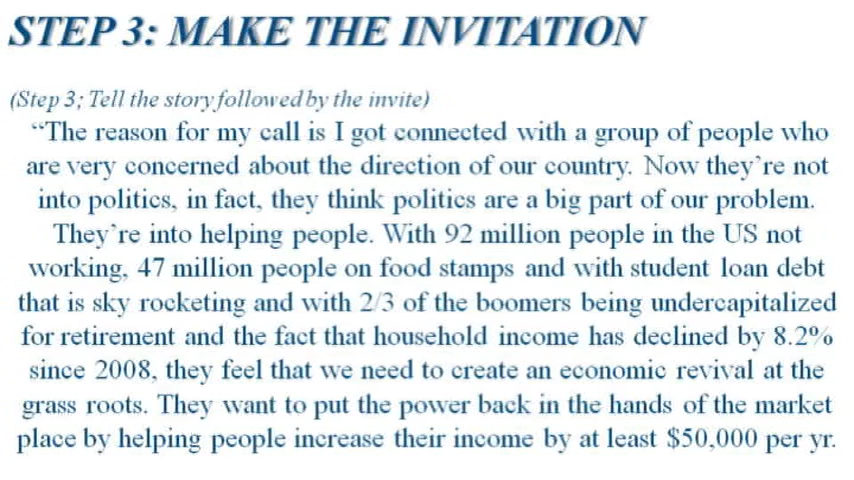 STEP 3: MAKE THE INVITATION
(Step 3; Tell the story followed by the invite)
“The reason for my call is I got connected with a group of people who
are very concerned about the direction of our country. Now they’re not
into politics, in fact, they think politics are a big part of our problem.
They’re into helping people. With 92 million people in the US not
working, 47 million people on food stamps and with student loan debt
that is sky rocketing and with 2/3 of the boomers being undercapitalized
for retirement and the fact that household income has declined by 8.2%
since 2008, they feel that we need to create an economic revival at the
grass roots. They want to put the power back in the hands of the market
place by helping people increase their income by at least $50,000 per yr.